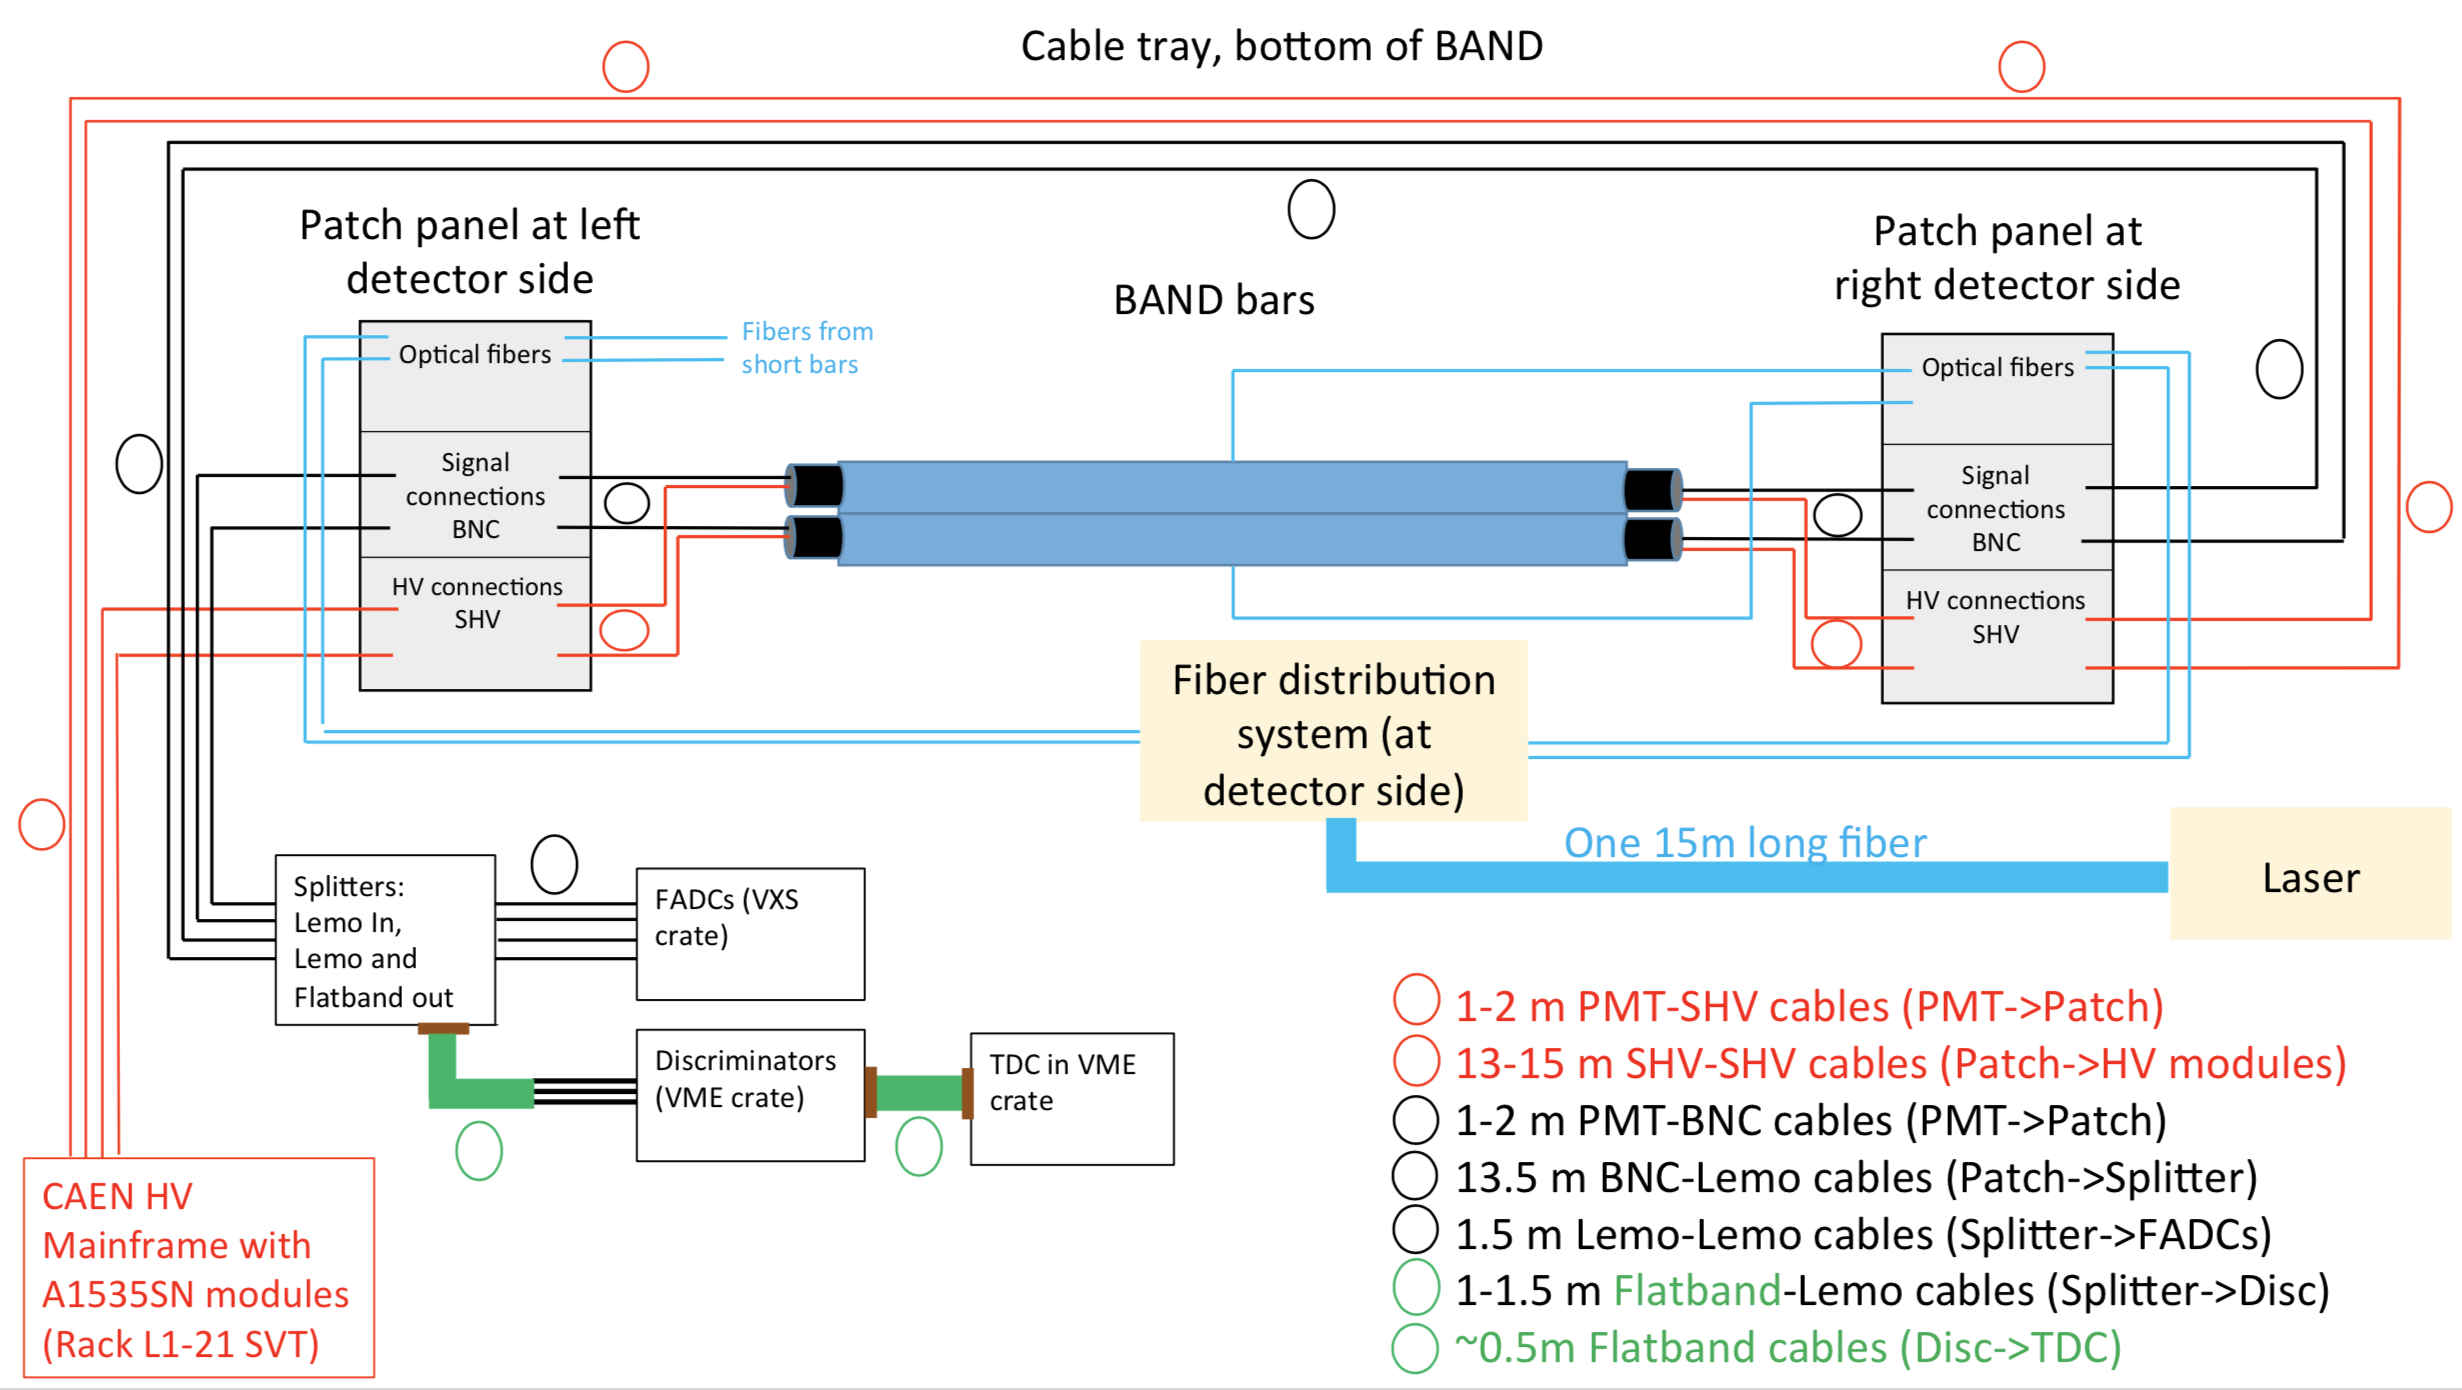 Cable tray, bottom of BAND
Patch panel at left
detector side
Patch panel at
right detector side
BAND bars
Optical fibers
Fibers from
short bars
Signal
connections
BNC
HV connections
SHV
Optical fibers
Signal
connections
BNC
HV connections
SHV
Fiber distribution
system (at
detector side)
One 15m long fiber
Laser
Splitters:
Lemo In,
Lemo and
Flatband out
FADCs (VXS
crate)
Discriminators
(VME crate)
TDC in VME
crate
CAEN HV
Mainframe with
A1535SN modules
(Rack L1-21 SVT)
1-2 m PMT-SHV cables (PMT->Patch)
13-15 m SHV-SHV cables (Patch->HV modules)
1-2 m PMT-BNC cables (PMT->Patch)
13.5 m BNC-Lemo cables (Patch->Splitter)
1.5 m Lemo-Lemo cables (Splitter->FADCs)
1-1.5 m Flatband-Lemo cables (Splitter->Disc)
~0.5m Flatband cables (Disc->TDC)